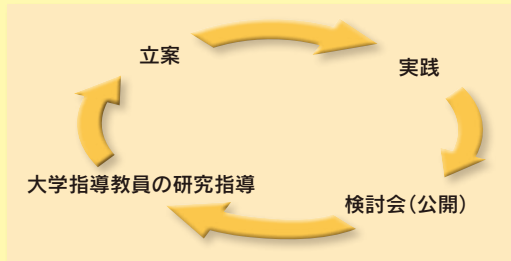 立案
実践
検討会（公開）
大学指導教員の研究指導